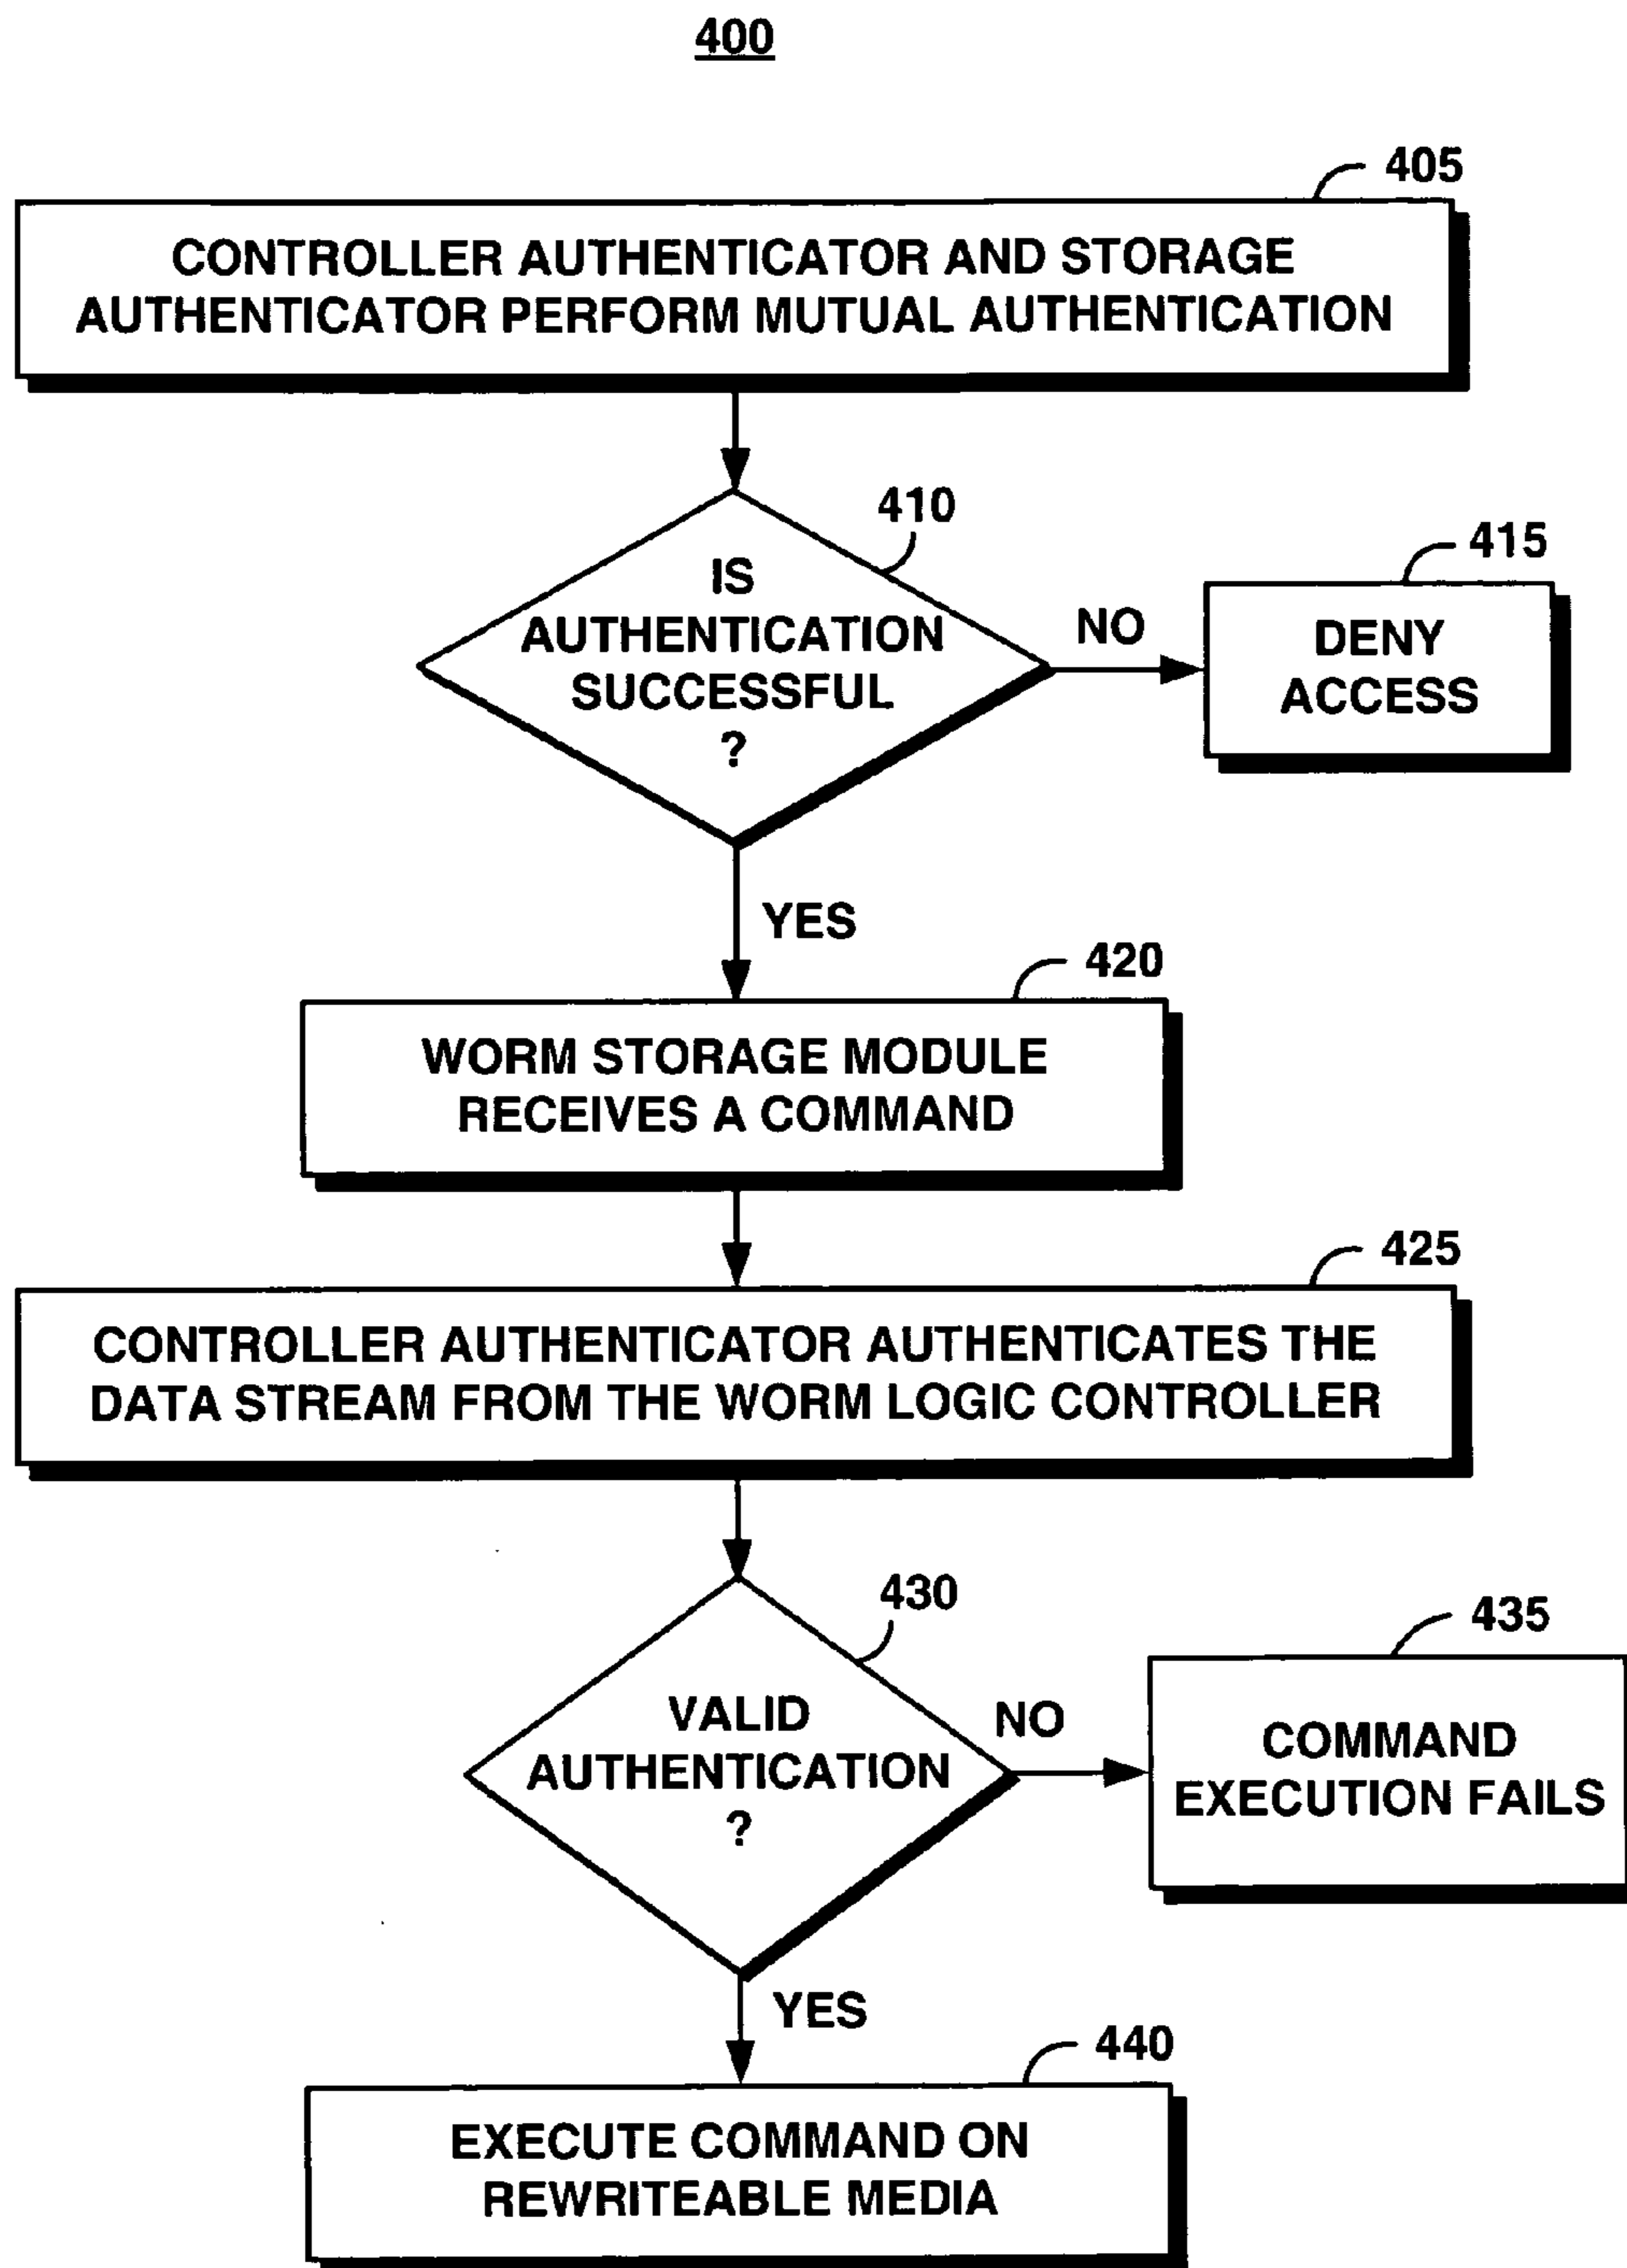 400
405
CONTROLLER AUTHENTICATOR AND STORAGE
AUTHENTICATOR PERFORM MUTUAL AUTHENTICATION
410
IS
AUTHENTICATION
SUCCESSFUL
?
NO
415
DENY
ACCESS
YES
420
WORM STORAGE MODULE
RECEIVES A COMMAND
425
CONTROLLER AUTHENTICATOR AUTHENTICATES THE
DATA STREAM FROM THE WORM LOGIC CONTROLLER
430
VALID
AUTHENTICATION
?
NO
435
COMMAND
EXECUTION FAILS
YES
440
EXECUTE COMMAND ON
REWRITEABLE MEDIA